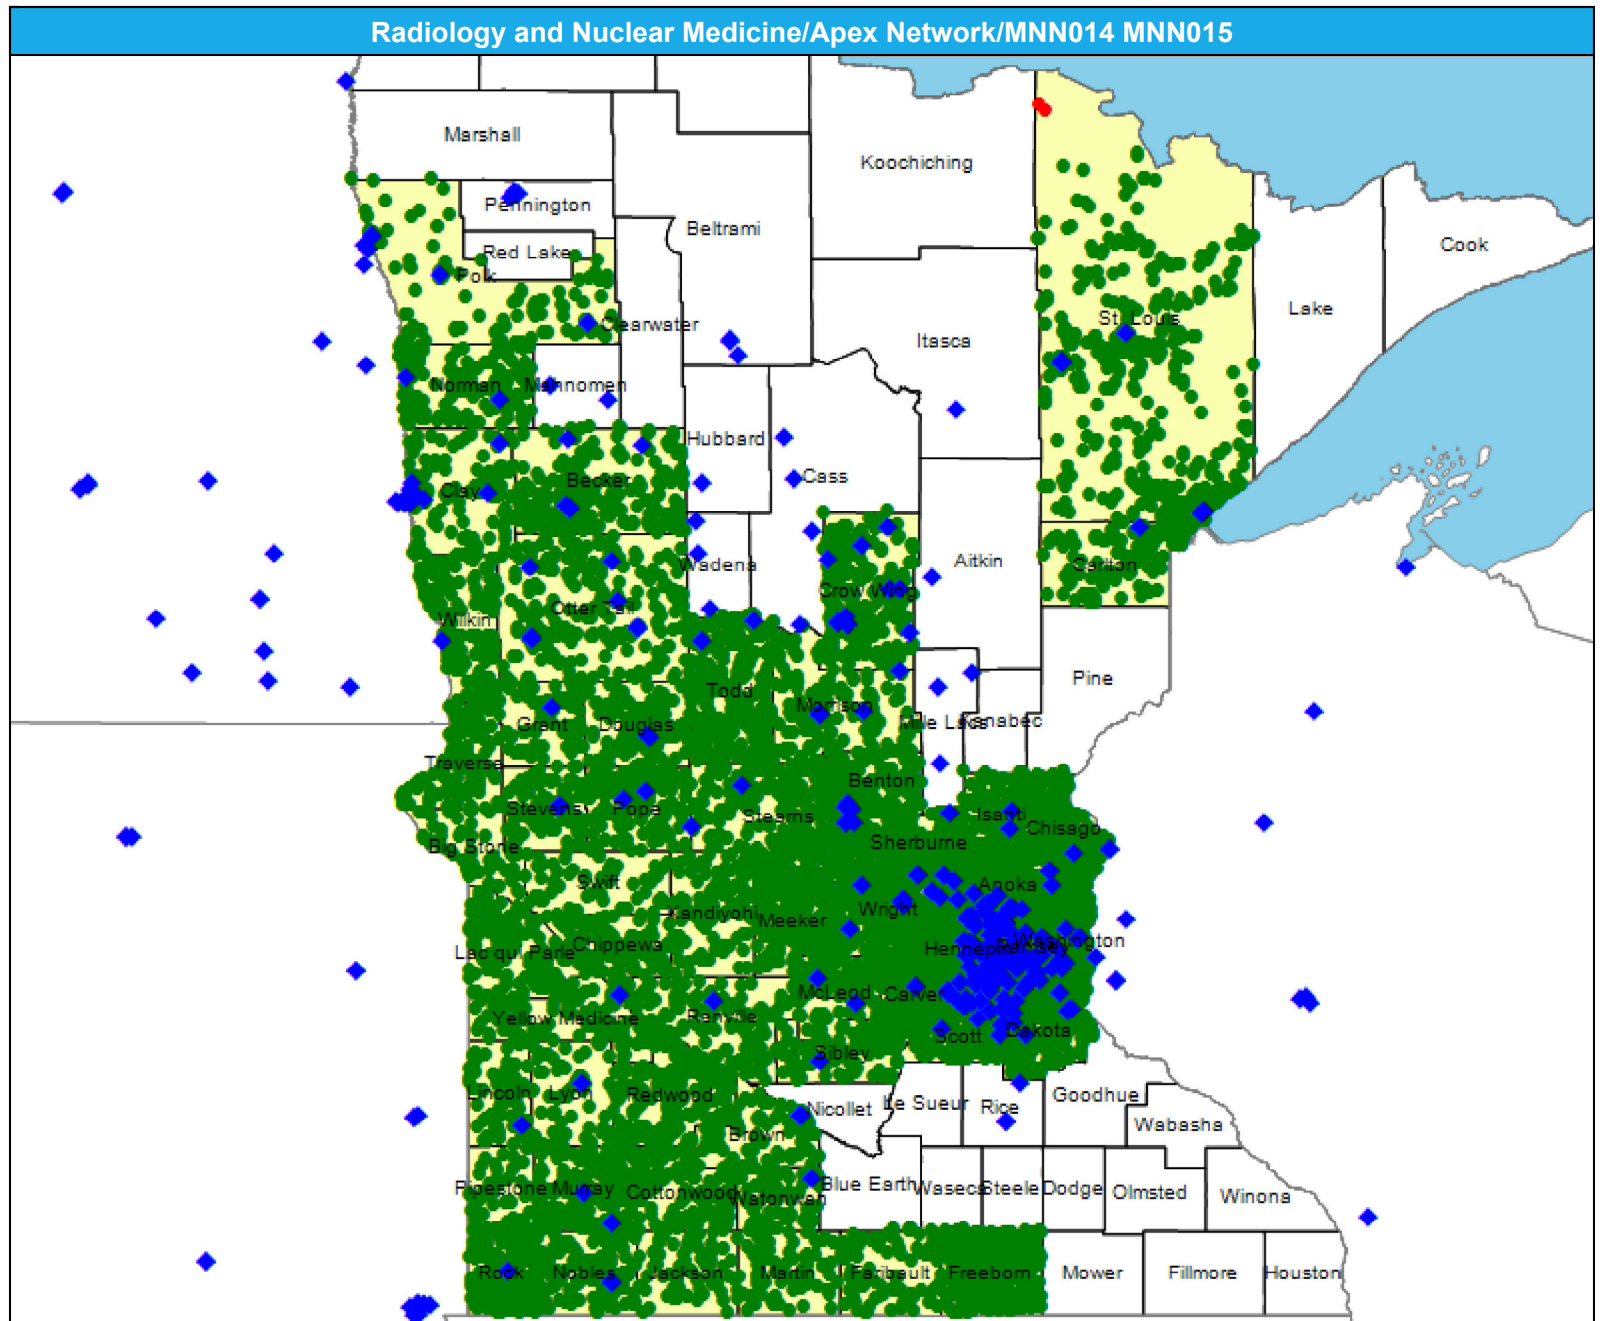 Radiology and Nuclear Medicine/Apex Network/MNN014 MNN015
Marshall
Koochiching
Pennington
Beltrami
Red Lake
Cook
Polk
Lake
Clearwater
St. Louis
Itasca
Norman
Mahnomen
Hubbard
Cass
Becker
Clay
Aitkin
Wadena
Carlton
Crow Wing
Otter Tail
Wilkin
Pine
Todd
Morrison
Grant
Douglas
Mille Lacs
Kanabec
Traverse
Benton
Stevens
Pope
Stearns
Isanti
Chisago
Big Stone
Sherburne
Swift
Anoka
Wright
Kandiyohi
Meeker
Lac qui Parle
Chippewa
Hennepin
Ramsey
Washington
McLeod
Carver
Yellow Medicine
Renville
Scott
Dakota
Sibley
Lincoln
Lyon
Redwood
Nicollet
Le Sueur
Rice
Goodhue
Wabasha
Brown
Pipestone
Murray
Cottonwood
Watonwan
Blue Earth
Waseca
Steele
Dodge
Olmsted
Winona
Rock
Nobles
Jackson
Martin
Faribault
Freeborn
Mower
Fillmore
Houston